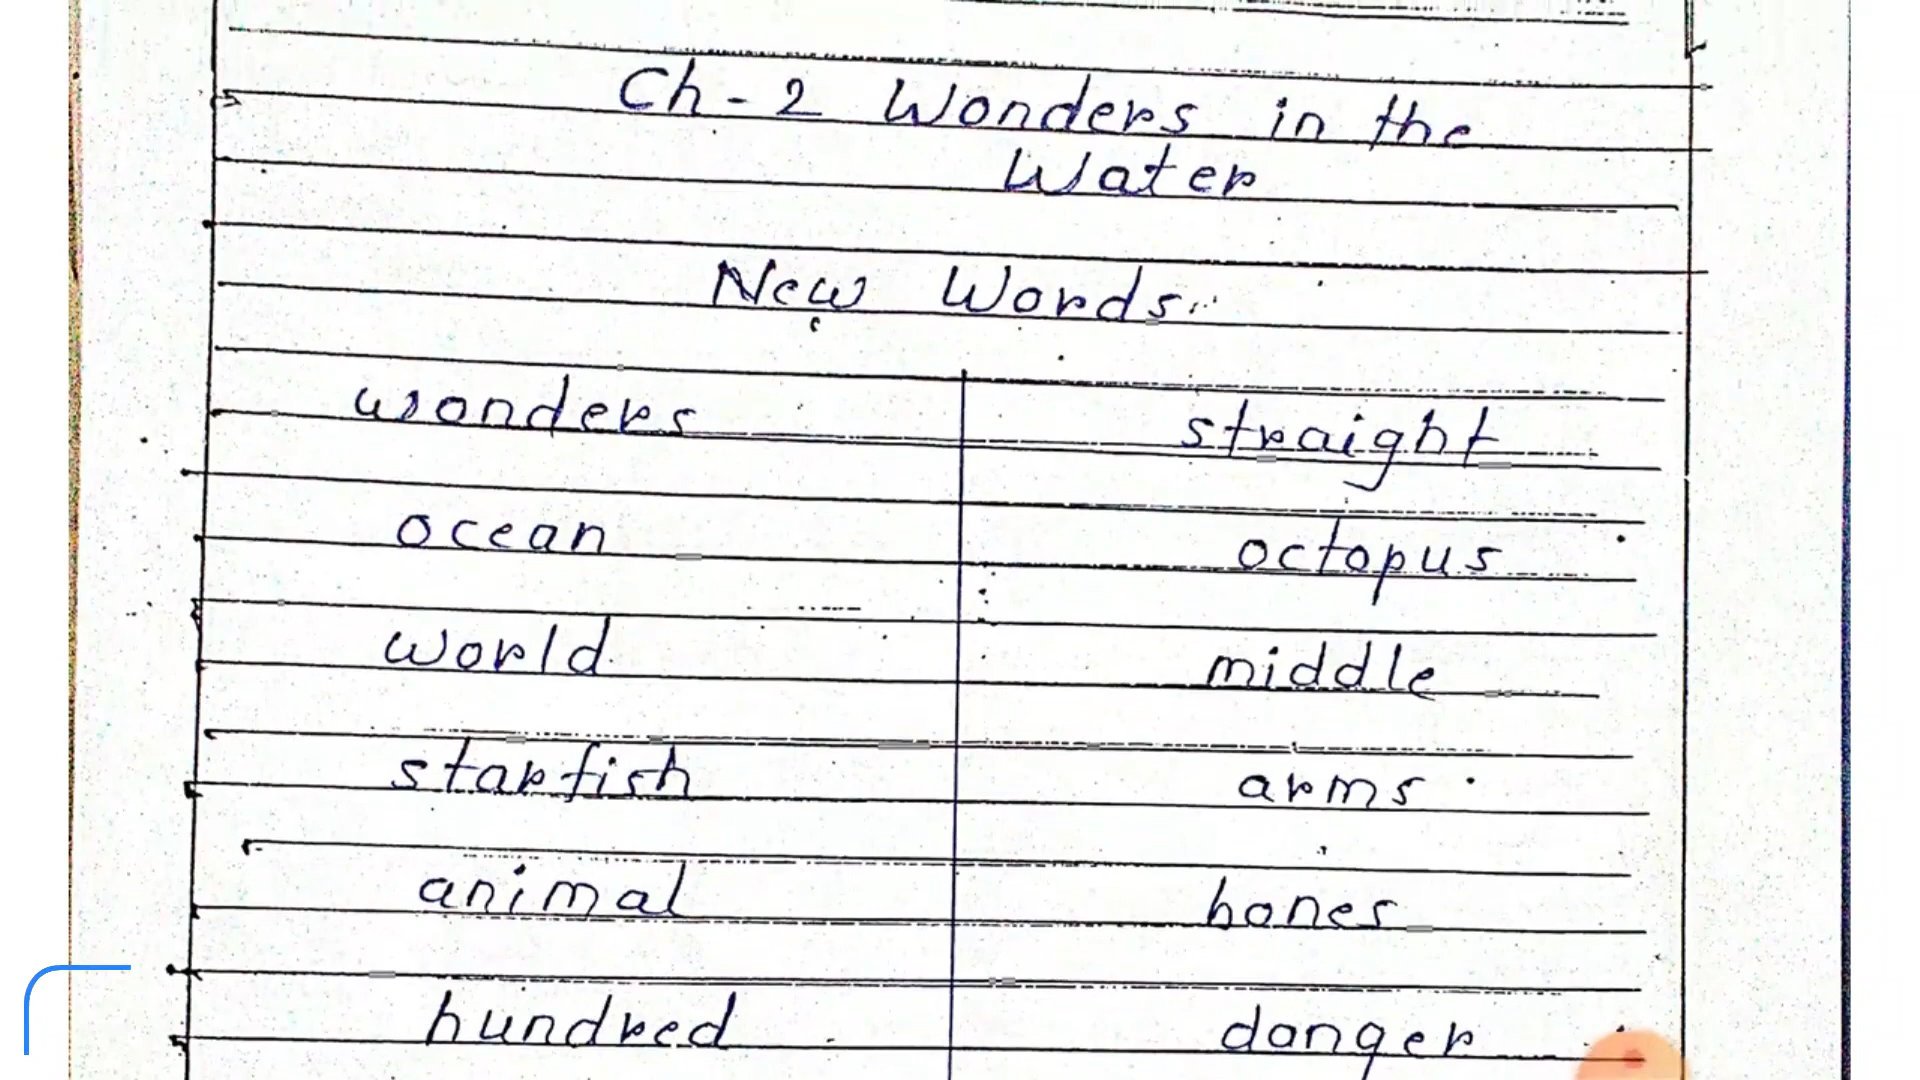 Ch-2 Wonders in the
Water
New Words
wonders straight
ocean octopus
world middle
starfish arms
animal bones
hundred danger